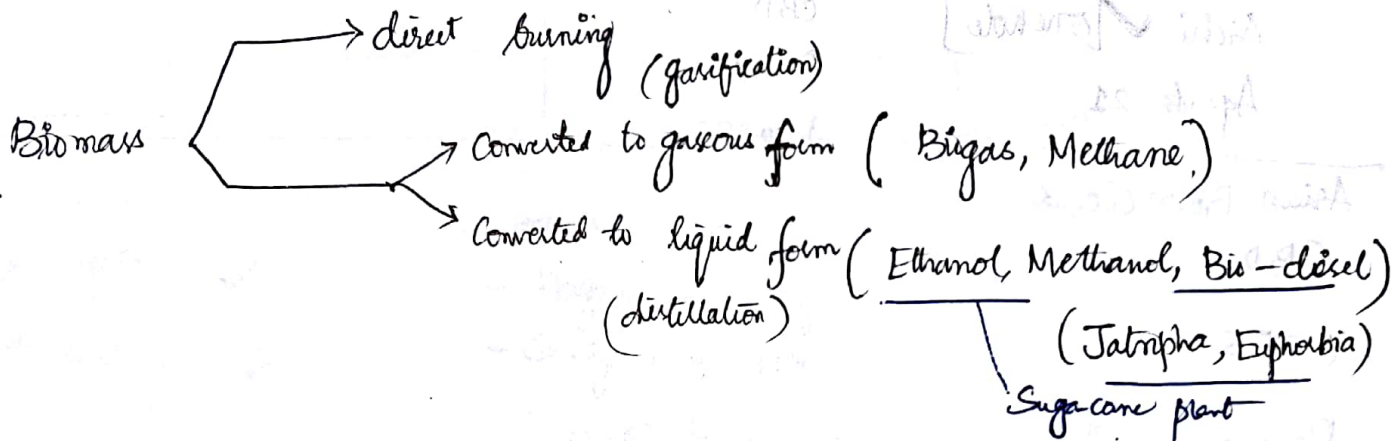 direct burning
(gasification)
Biomass
Converted to gaseous form ( Biogas, Methane,)
Converted to liquid form ( Ethanol, Methanol, Bio-diesel)
(distillation)
(Jatropha, Euphorbia)
Sugacane plant